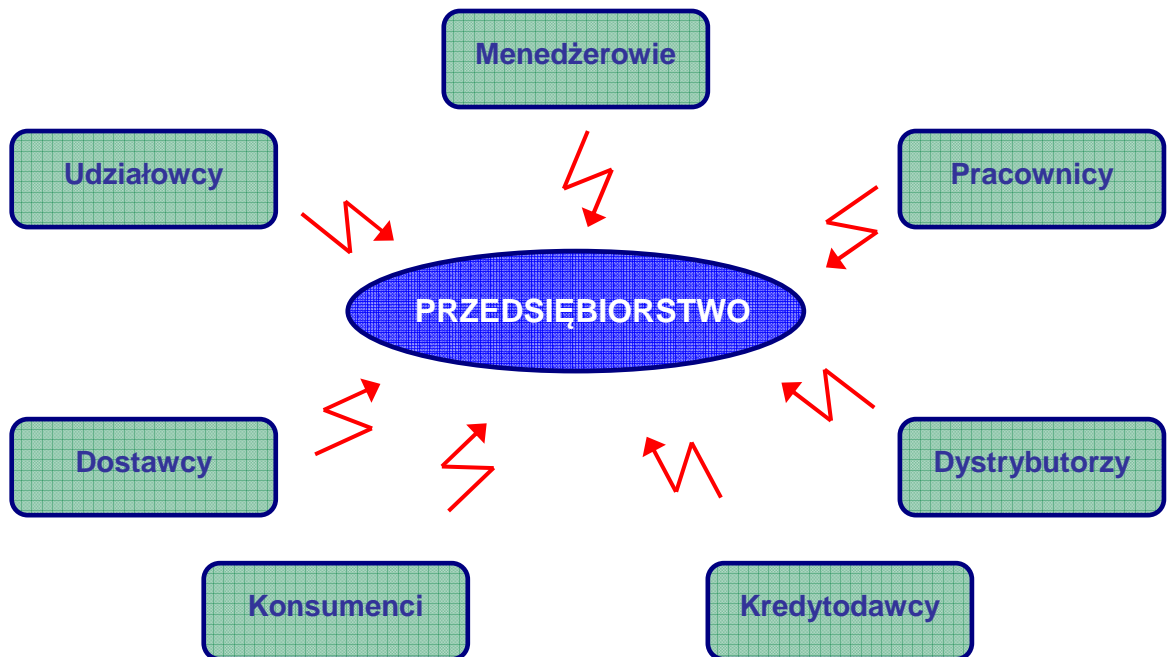 Menedżerowie
Udziałowcy
Pracownicy
PRZEDSIĘBIORSTWO
Dostawcy
Dystrybutorzy
Konsumenci
Kredytodawcy